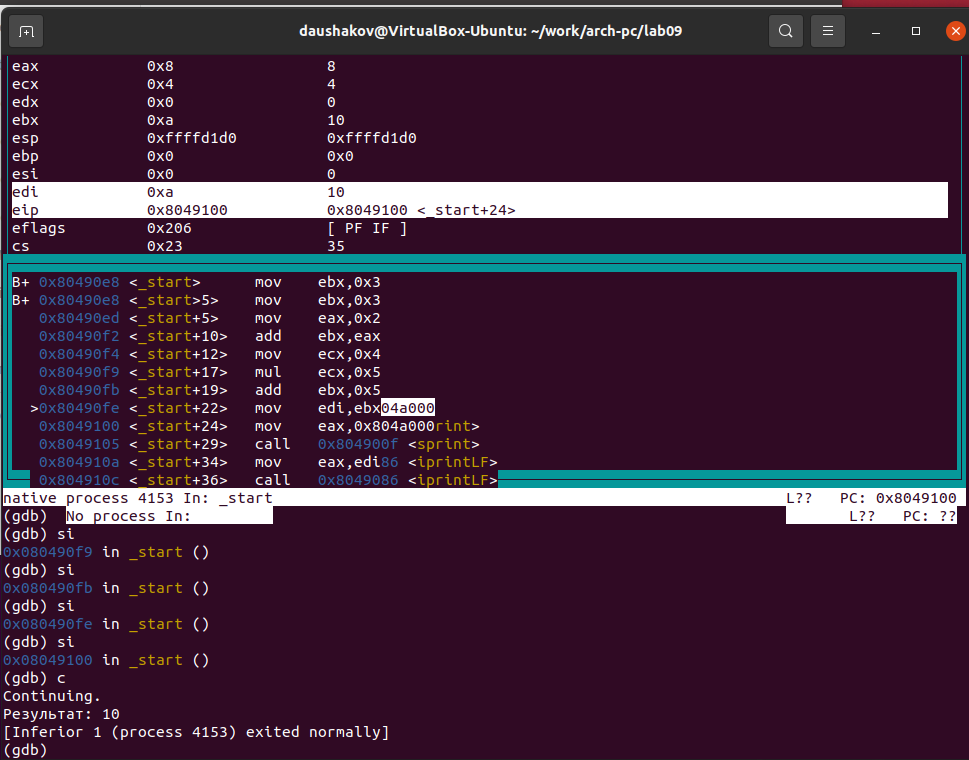 daushakov@VirtualBox-Ubuntu: ~/work/arch-pc/lab09
eax 0x8 8
ecx 0x4 4
edx 0x0 0
ebx 0xa 10
esp 0xffffd1d0 0xffffd1d0
ebp 0x0 0x0
esi 0x0 0
edi 0xa 10
eip 0x8049100 0x8049100 <_start+24>
eflags 0x206 [ PF IF ]
cs 0x23 35
B+ 0x80490e8 <_start> mov ebx,0x3
B+ 0x80490e8 <_start>5> mov ebx,0x3
0x80490ed <_start+5> mov eax,0x2
0x80490f2 <_start+10> add ebx,eax
0x80490f4 <_start+12> mov ecx,0x4
0x80490f9 <_start+17> mul ecx,0x5
0x80490fb <_start+19> add ebx,0x5
>0x80490fe <_start+22> mov edi,ebx04a000
0x8049100 <_start+24> mov eax,0x804a000rint>
0x8049105 <_start+29> call 0x804900f <sprint>
0x804910a <_start+34> mov eax,edi86 <iprintLF>
0x804910c <_start+36> call 0x8049086 <iprintLF>
native process 4153 In: _start L?? PC: 0x8049100
(gdb) No process In: L?? PC: ??
(gdb) si
0x080490f9 in _start ()
(gdb) si
0x080490fb in _start ()
(gdb) si
0x080490fe in _start ()
(gdb) si
0x08049100 in _start ()
(gdb) c
Continuing.
Результат: 10
[Inferior 1 (process 4153) exited normally]
(gdb)